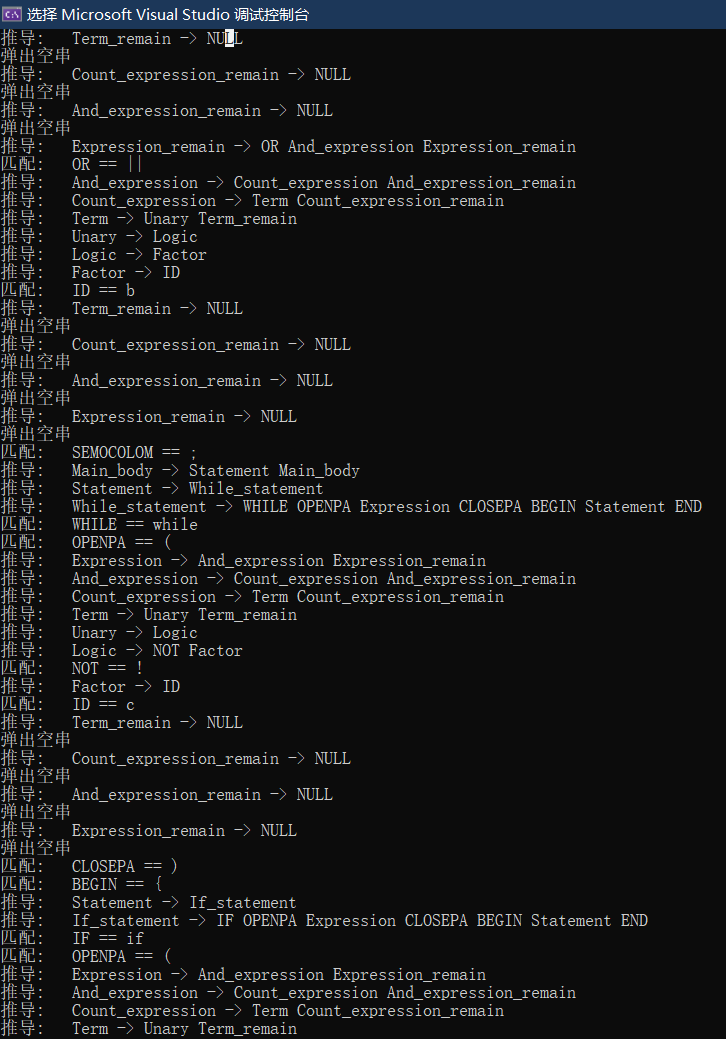 选择 Microsoft Visual Studio 调试控制台
推导: Term_remain -> NULL
弹出空串
推导: Count_expression_remain -> NULL
弹出空串
推导: And_expression_remain -> NULL
弹出空串
推导: Expression_remain -> OR And_expression Expression_remain
匹配: OR == ||
推导: And_expression -> Count_expression And_expression_remain
推导: Count_expression -> Term Count_expression_remain
推导: Term -> Unary Term_remain
推导: Unary -> Logic
推导: Logic -> Factor
推导: Factor -> ID
匹配: ID == b
推导: Term_remain -> NULL
弹出空串
推导: Count_expression_remain -> NULL
弹出空串
推导: And_expression_remain -> NULL
弹出空串
推导: Expression_remain -> NULL
弹出空串
匹配: SEMOCOLOM == ;
推导: Main_body -> Statement Main_body
推导: Statement -> While_statement
推导: While_statement -> WHILE OPENPA Expression CLOSEPA BEGIN Statement END
匹配: WHILE == while
匹配: OPENPA == (
推导: Expression -> And_expression Expression_remain
推导: And_expression -> Count_expression And_expression_remain
推导: Count_expression -> Term Count_expression_remain
推导: Term -> Unary Term_remain
推导: Unary -> Logic
推导: Logic -> NOT Factor
匹配: NOT == !
推导: Factor -> ID
匹配: ID == c
推导: Term_remain -> NULL
弹出空串
推导: Count_expression_remain -> NULL
弹出空串
推导: And_expression_remain -> NULL
弹出空串
推导: Expression_remain -> NULL
弹出空串
匹配: CLOSEPA == )
匹配: BEGIN == {
推导: Statement -> If_statement
推导: If_statement -> IF OPENPA Expression CLOSEPA BEGIN Statement END
匹配: IF == if
匹配: OPENPA == (
推导: Expression -> And_expression Expression_remain
推导: And_expression -> Count_expression And_expression_remain
推导: Count_expression -> Term Count_expression_remain
推导: Term -> Unary Term_remain